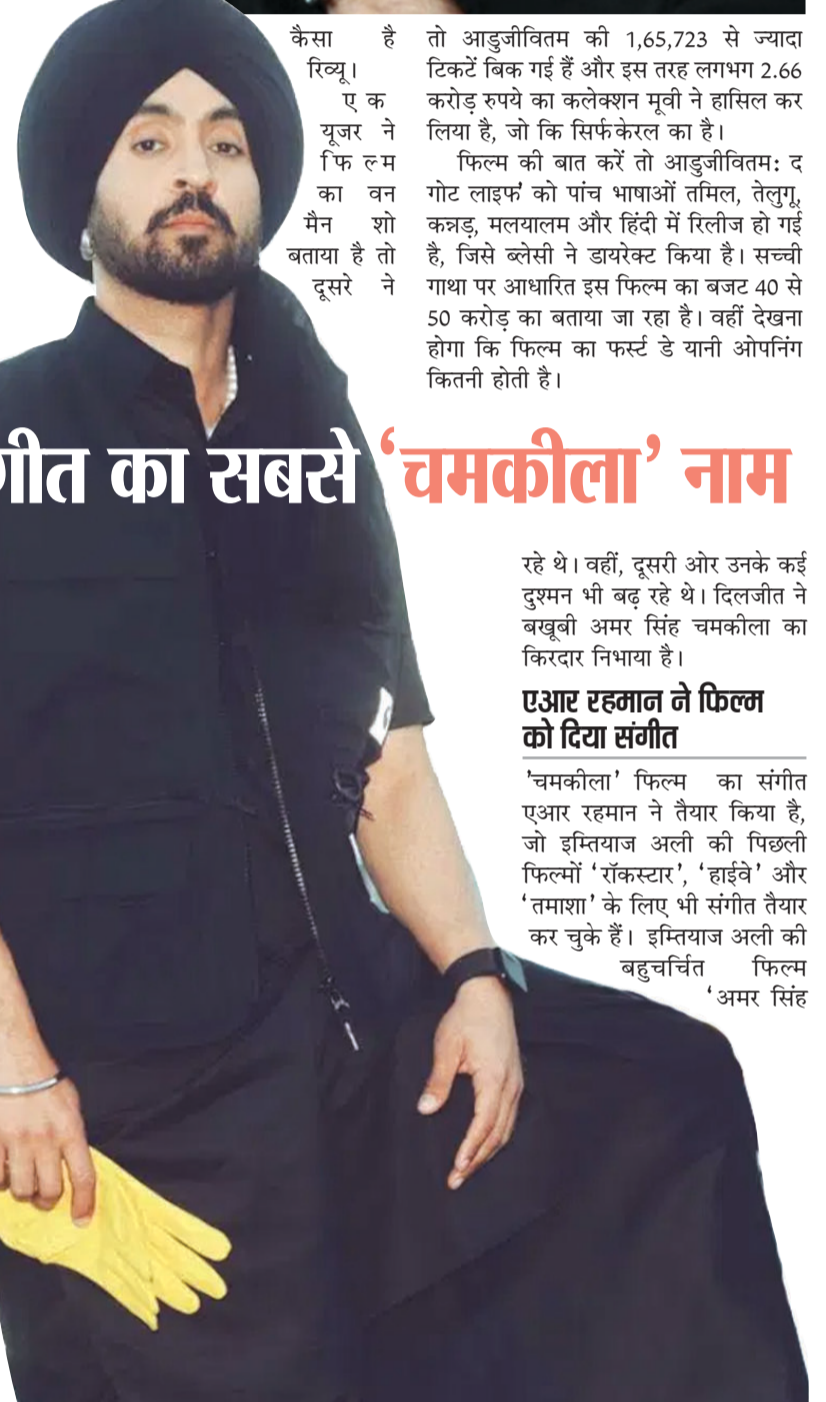 कैसा है
रिव्यू।
एक
यूजर ने
फिल्म
का वन
मैन शो
बताया है तो
दूसरे ने
तो आडुजीवितम की 1,65,723 से ज्यादा
टिकटें बिक गई हैं और इस तरह लगभग 2.66
करोड़ रुपये का कलेक्शन मूवी ने हासिल कर
लिया है, जो कि सिर्फ केरल का है।
फिल्म की बात करें तो आडुजीवितम: द
गोट लाइफ' को पांच भाषाओं तमिल, तेलुगू,
कन्नड़, मलयालम और हिंदी में रिलीज हो गई
है, जिसे ब्लेसी ने डायरेक्ट किया है। सच्ची
गाथा पर आधारित इस फिल्म का बजट 40 से
50 करोड़ का बताया जा रहा है। वहीं देखना
होगा कि फिल्म का फर्स्ट डे यानी ओपनिंग
कितनी होती है।
गीत का सबसे 'चमकीला' नाम
रहे थे। वहीं, दूसरी ओर उनके कई
दुश्मन भी बढ़ रहे थे। दिलजीत ने
बखूबी अमर सिंह चमकीला का
किरदार निभाया है।
एआर रहमान ने फिल्म
को दिया संगीत
'चमकीला' फिल्म का संगीत
एआर रहमान ने तैयार किया है,
जो इम्तियाज अली की पिछली
फिल्मों 'रॉकस्टार', 'हाईवे' और
'तमाशा' के लिए भी संगीत तैयार
कर चुके हैं। इम्तियाज अली की
बहुचर्चित फिल्म
'अमर सिंह